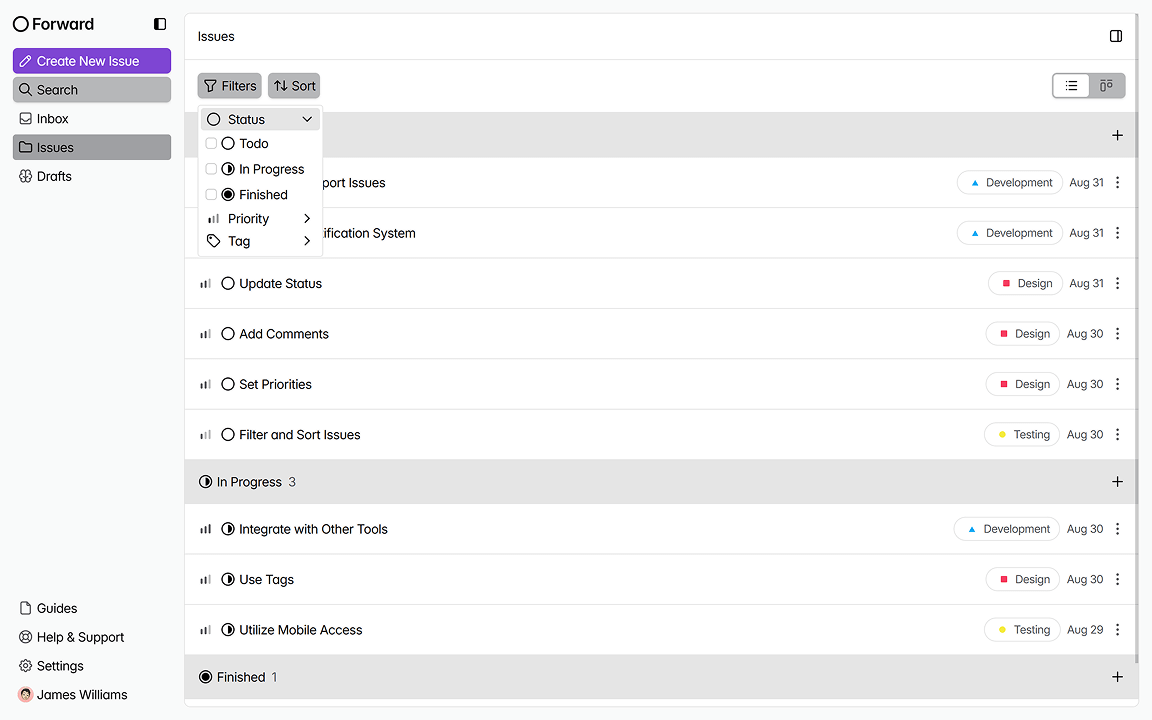 Forward
Create New Issue
Search
Inbox
Issues
Drafts
Guides
Help & Support
Settings
James Williams
Issues
Filters Sort
Status
Todo
In Progress
Finished
Priority
Tag
port Issues Development Aug 31
ification System Development Aug 31
Update Status Design Aug 31
Add Comments Design Aug 30
Set Priorities Design Aug 30
Filter and Sort Issues Testing Aug 30
In Progress 3
Integrate with Other Tools Development Aug 30
Use Tags Design Aug 30
Utilize Mobile Access Testing Aug 29
Finished 1